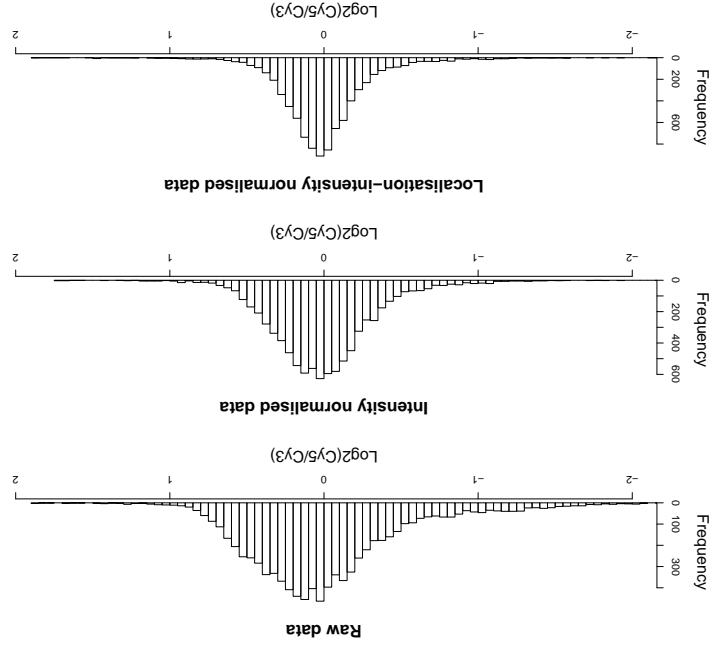 Raw data
Frequency
0 100 300
−2 −1 0 1 2
Log2(Cy5/Cy3)
Intensity normalised data
Frequency
0 200 400 600
−2 −1 0 1 2
Log2(Cy5/Cy3)
Localisation−intensity normalised data
Frequency
0 200 600
−2 −1 0 1 2
Log2(Cy5/Cy3)